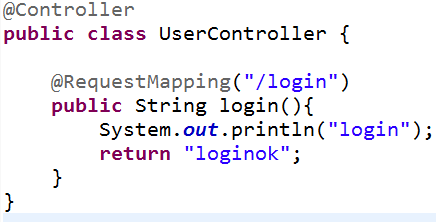 @Controller
public class UserController {
@RequestMapping("/login")
public String login(){
System.out.println("login");
return "loginok";
}
}